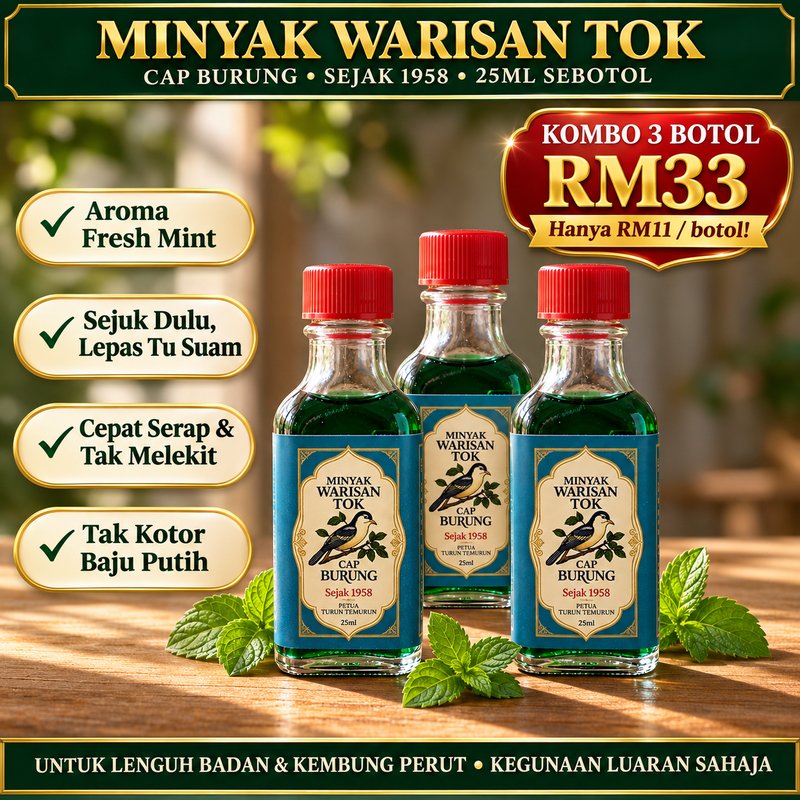 MINYAK WARISAN TOK
CAP BURUNG • SEJAK 1958 • 25ML SEBOTOL
KOMBO 3 BOTOL
RM33
Hanya RM11 / botol!
Aroma
Fresh Mint
Sejuk Dulu,
Lepas Tu Suam
Cepat Serap &
Tak Melekit
Tak Kotor
Baju Putih
MINYAK
WARISAN
TOK
CAP
BURUNG
Sejak 1958
PETUA
TURUN TEMURUN
25ml
MINYAK
WARISAN
TOK
CAP
BURUNG
Sejak 1958
PETUA
TURUN TEMURUN
25ml
MINYAK
WARISAN
TOK
CAP
BURUNG
Sejak 1958
PETUA
TURUN TEMURUN
25ml
UNTUK LENGUH BADAN & KEMBUNG PERUT • KEGUNAAN LUARAN SAHAJA